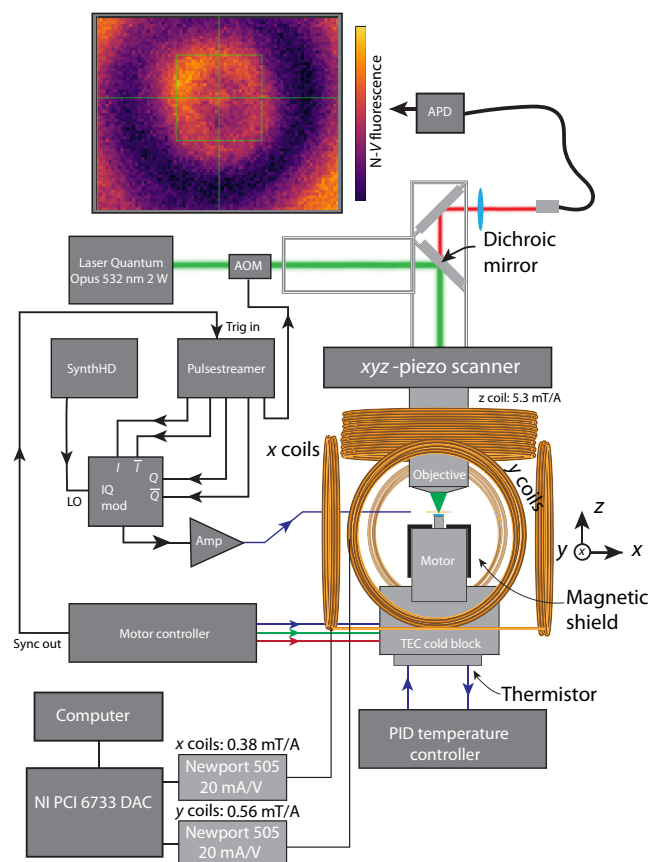 N-V fluorescence
APD
Dichroic
mirror
Laser Quantum
Opus 532 nm 2 W
AOM
Trig in
SynthHD
Pulsestreamer
xyz -piezo scanner
z coil: 5.3 mT/A
x coils
y coils
Objective
I
I̅
Q
Q̅
IQ
mod
LO
Amp
Motor
z
y
x
x
Magnetic
shield
Sync out
Motor controller
TEC cold block
Thermistor
PID temperature
controller
Computer
x coils: 0.38 mT/A
Newport 505
20 mA/V
NI PCI 6733 DAC
y coils: 0.56 mT/A
Newport 505
20 mA/V